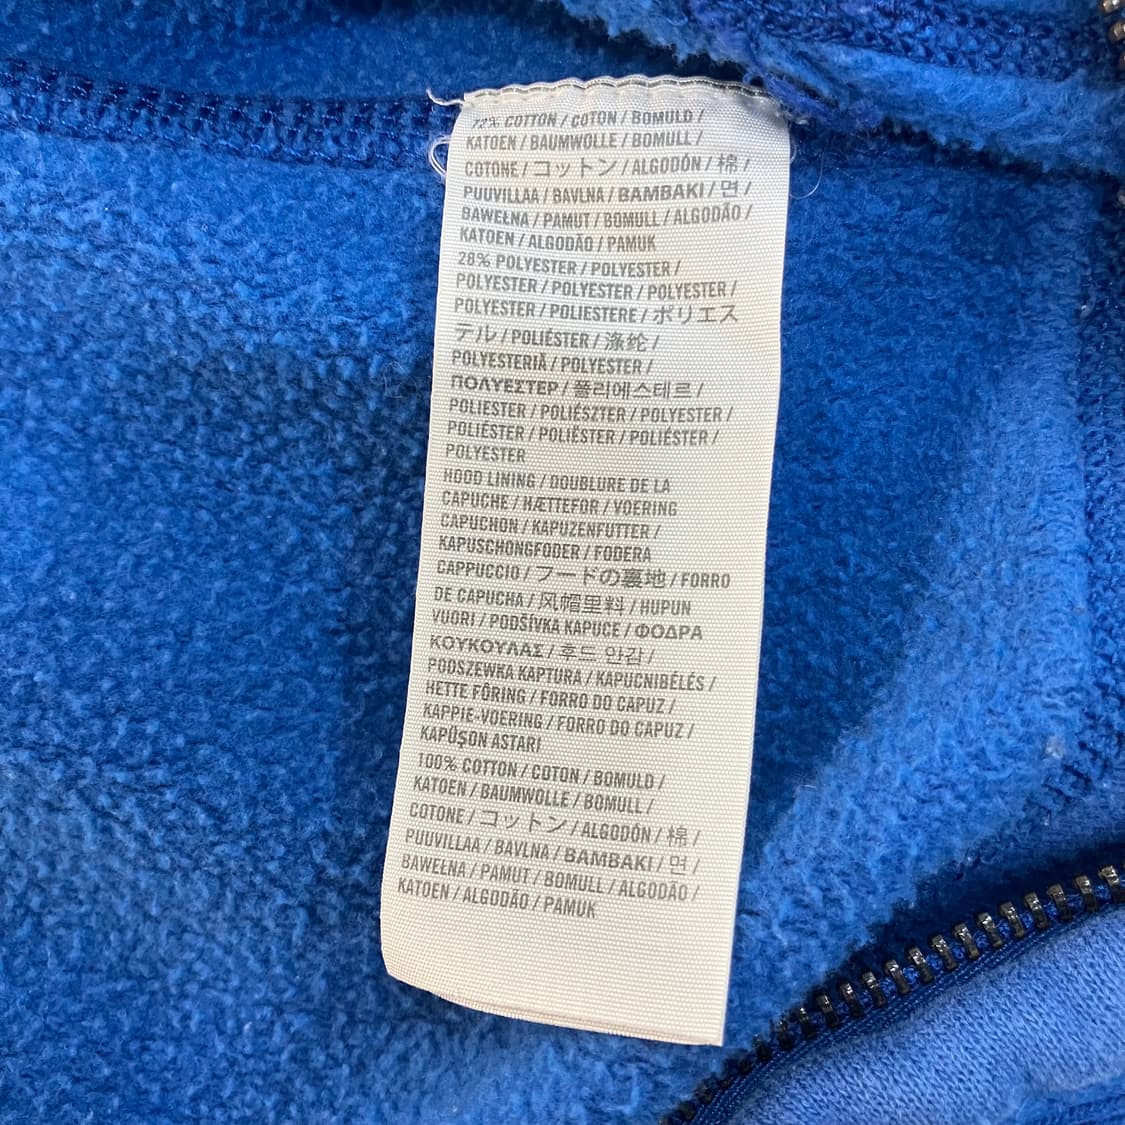 72% COTTON / COTON / BOMULD /
KATOEN / BAUMWOLLE / BOMULL /
COTONE / コットン / ALGODÓN / 棉 /
PUUVILLAA / BAVLNA / ΒΑΜΒΑΚΙ / 면 /
BAWEŁNA / PAMUT / BOMULL / ALGODÃO /
KATOEN / ALGODÃO / PAMUK
28% POLYESTER / POLYESTER /
POLYESTER / POLYESTER / POLYESTER /
POLYESTER / POLIESTERE / ポリエス
テル / POLIÉSTER / 涤纶 /
POLYESTERIÄ / POLYESTER /
ΠΟΛΥΕΣΤΕΡ / 폴리에스테르 /
POLIESTER / POLIÉSZTER / POLYESTER /
POLIÉSTER / POLIËSTER / POLIÉSTER /
POLYESTER
HOOD LINING / DOUBLURE DE LA
CAPUCHE / HÆTTEFOR / VOERING
CAPUCHON / KAPUZENFUTTER /
KAPUSCHONGFODER / FODERA
CAPPUCCIO / フードの裏地 / FORRO
DE CAPUCHA / 风帽里料 / HUPUN
VUORI / PODŠÍVKA KAPUCE / ΦΟΔΡΑ
ΚΟΥΚΟΥΛΑΣ / 후드 안감 /
PODSZEWKA KAPTURA / KAPUCNIBÉLÉS /
HETTE FÔRING / FORRO DO CAPUZ /
KAPPIE-VOERING / FORRO DO CAPUZ /
KAPÜŞON ASTARI
100% COTTON / COTON / BOMULD /
KATOEN / BAUMWOLLE / BOMULL /
COTONE / コットン / ALGODÓN / 棉 /
PUUVILLAA / BAVLNA / ΒΑΜΒΑΚΙ / 면 /
BAWEŁNA / PAMUT / BOMULL / ALGODÃO /
KATOEN / ALGODÃO / PAMUK